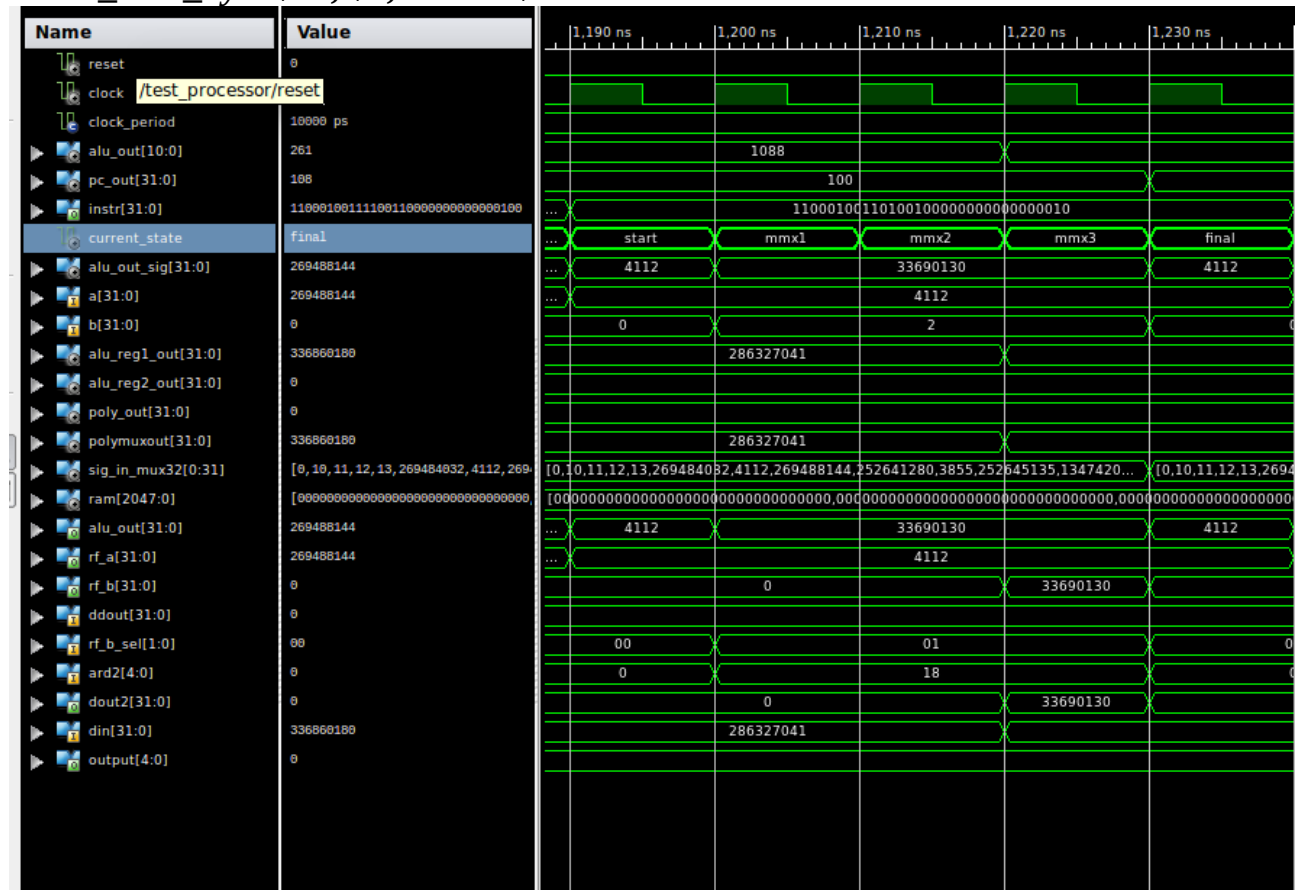 Name Value 1,190 ns 1,200 ns 1,210 ns 1,220 ns 1,230 ns
reset 0
clock /test_processor/reset
clock_period 10000 ps
alu_out[10:0] 261 1088
pc_out[31:0] 108 100
instr[31:0] 11000100111100110000000000000100 ... 11000100110100100000000000000010
current_state final ... start mmx1 mmx2 mmx3 final
alu_out_sig[31:0] 269488144 ... 4112 33690130 4112
a[31:0] 269488144 ... 4112
b[31:0] 0 0 2
alu_reg1_out[31:0] 336860180 286327041
alu_reg2_out[31:0] 0
poly_out[31:0] 0
polymuxout[31:0] 336860180 286327041
sig_in_mux32[0:31] [0,10,11,12,13,269484032,4112,269 [0,10,11,12,13,269484032,4112,269488144,252641280,3855,252645135,1347420... [0,10,11,12,13,2694
ram[2047:0]
alu_out[31:0] 269488144 ... 4112 33690130 4112
rf_a[31:0] 269488144 ... 4112
rf_b[31:0] 0 0 33690130
ddout[31:0] 0
rf_b_sel[1:0] 00 00 01
ard2[4:0] 0 0 18
dout2[31:0] 0 0 33690130
din[31:0] 336860180 286327041
output[4:0] 0